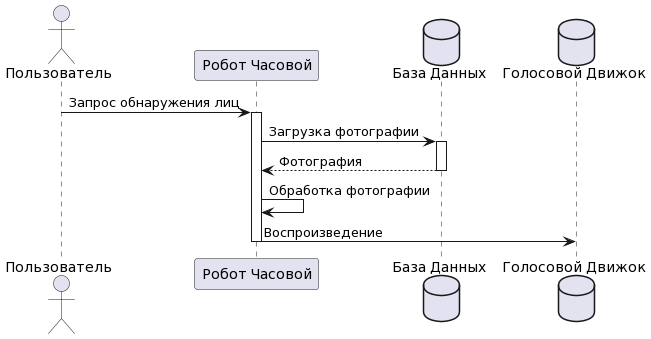 Пользователь
Робот Часовой
База Данных
Голосовой Движок
Запрос обнаружения лиц
Загрузка фотографии
Фотография
Обработка фотографии
Воспроизведение
Пользователь
Робот Часовой
База Данных
Голосовой Движок